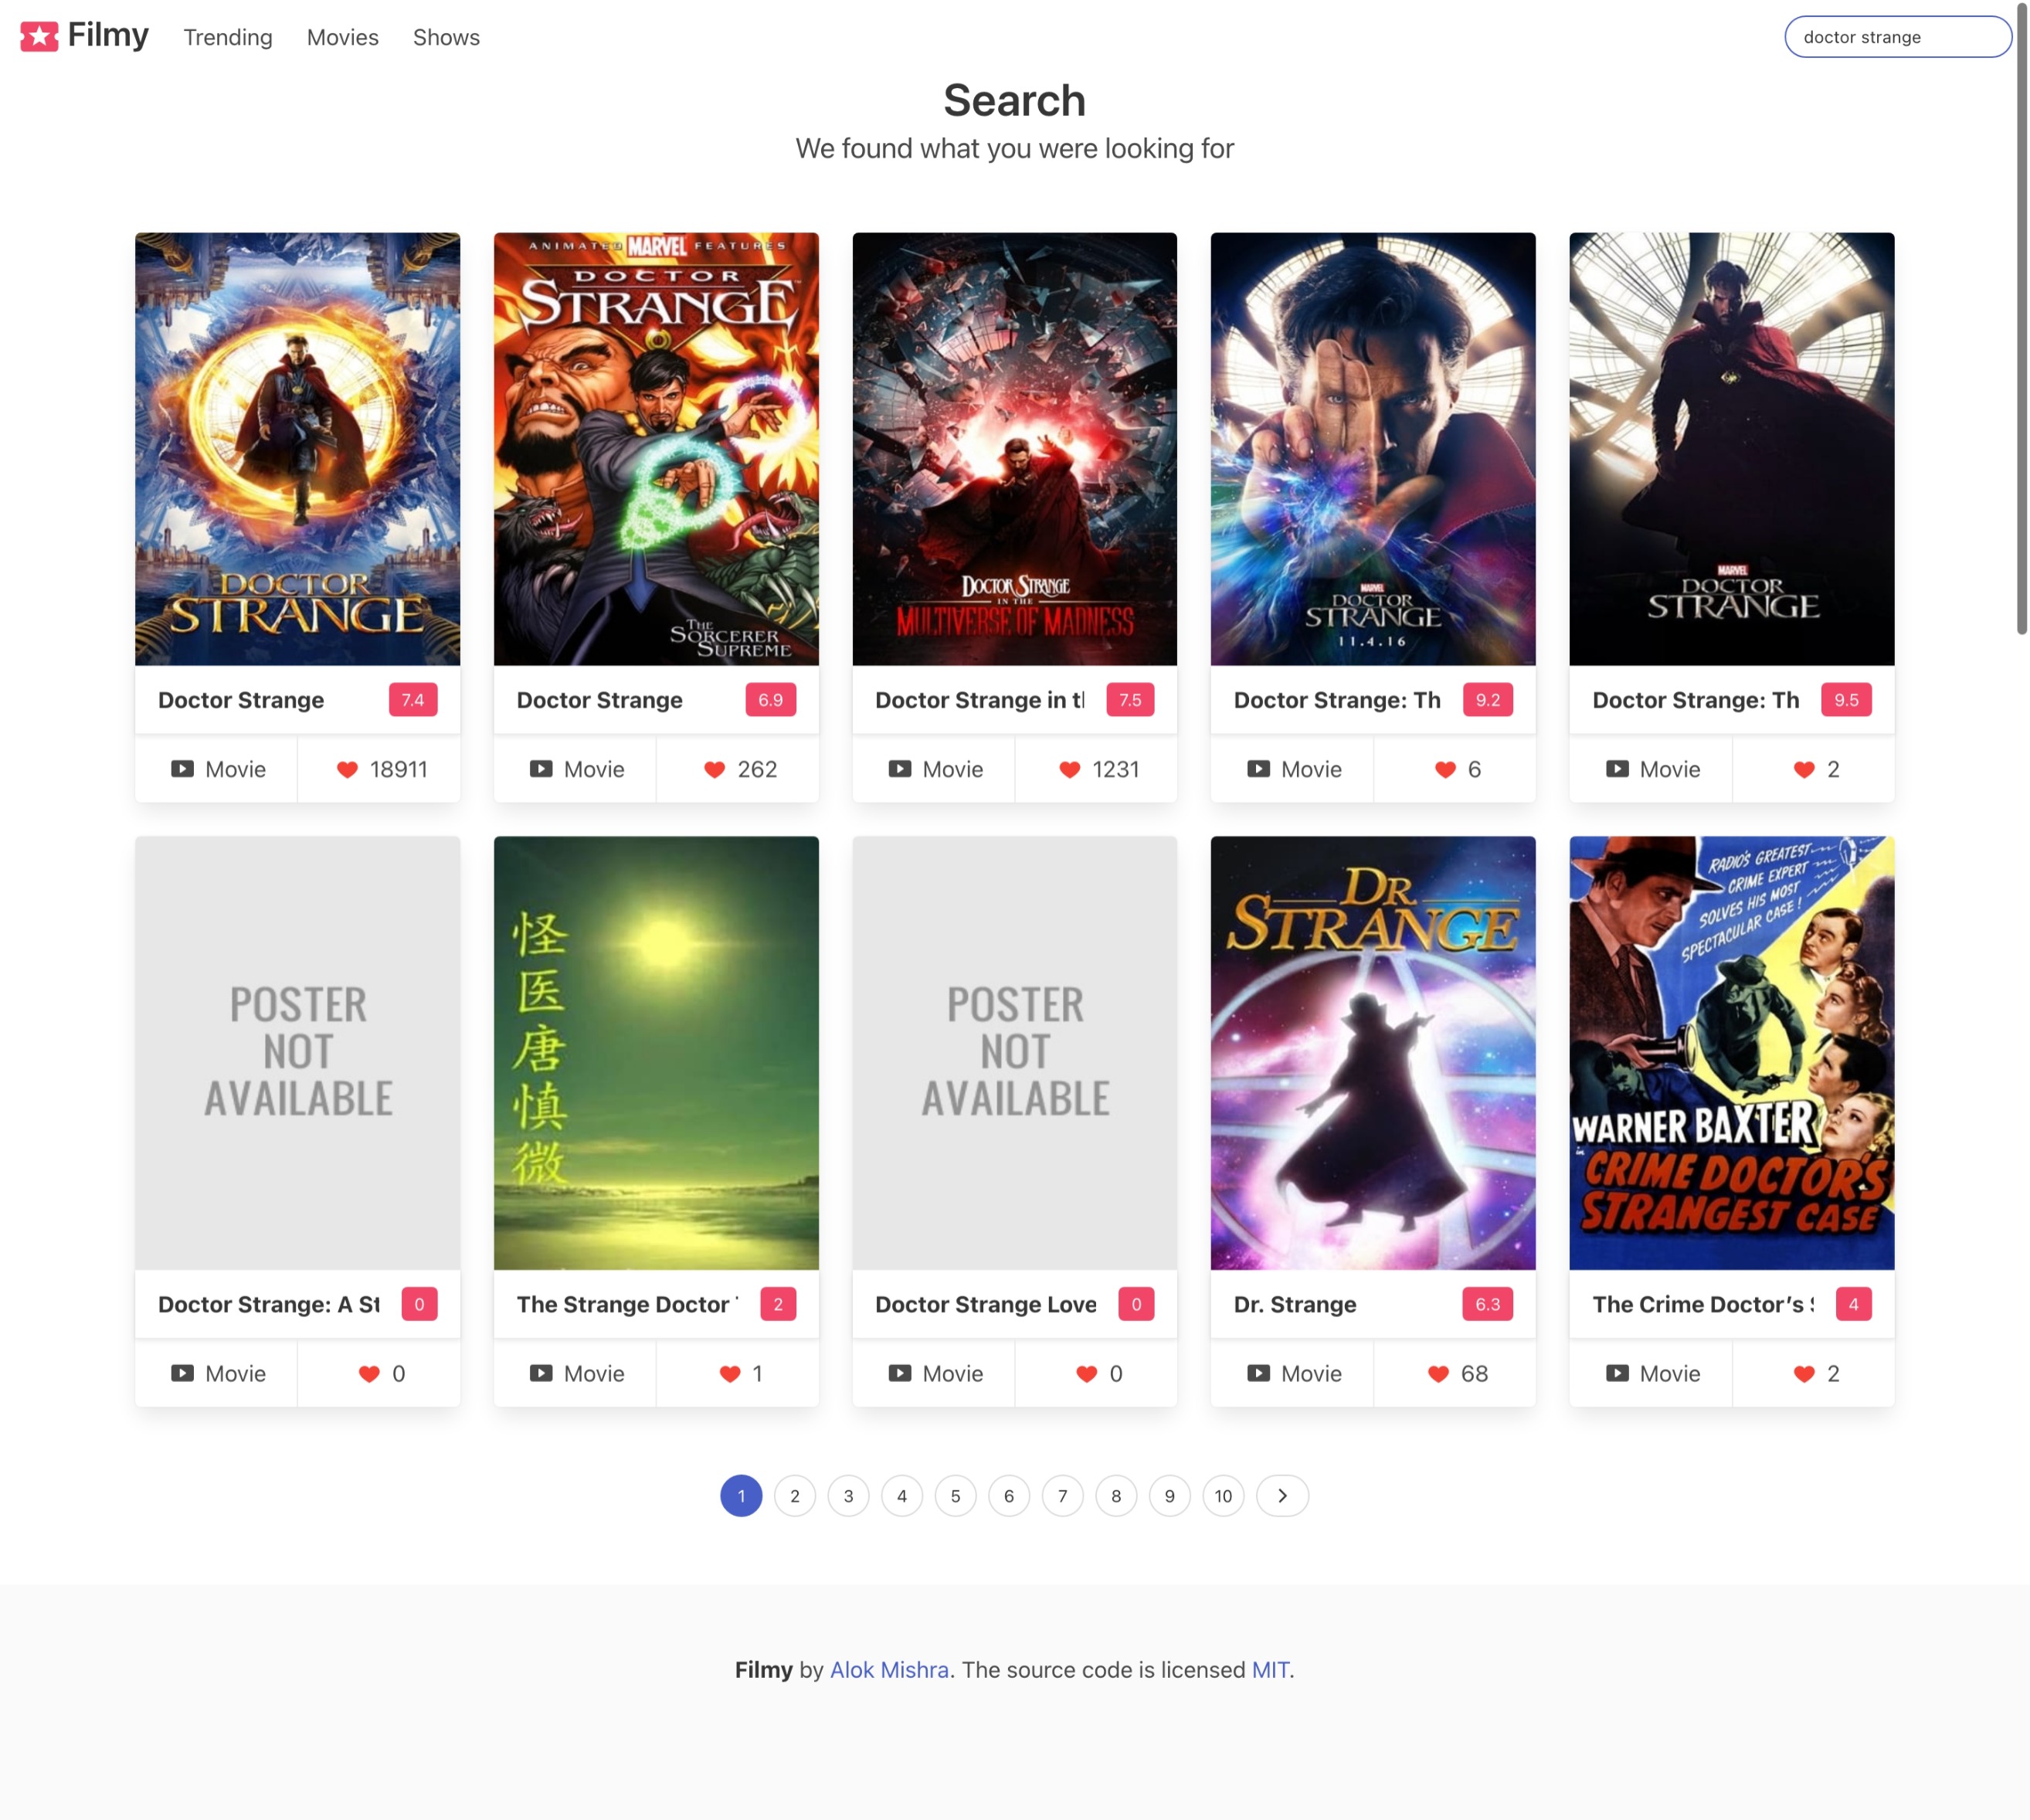 Filmy
Trending
Movies
Shows
doctor strange
Search
We found what you were looking for
DOCTOR
STRANGE
Doctor Strange
7.4
Movie
18911
ANIMATED MARVEL FEATURES
DOCTOR
STRANGE
THE
SORCERER
SUPREME
Doctor Strange
6.9
Movie
262
DOCTOR STRANGE
IN THE
MULTIVERSE OF MADNESS
Doctor Strange in tl
7.5
Movie
1231
MARVEL
DOCTOR
STRANGE
11.4.16
Doctor Strange: Th
9.2
Movie
6
MARVEL
DOCTOR
STRANGE
Doctor Strange: Th
9.5
Movie
2
POSTER
NOT
AVAILABLE
Doctor Strange: A St
0
Movie
0
怪医唐慎微
The Strange Doctor
2
Movie
1
POSTER
NOT
AVAILABLE
Doctor Strange Love
0
Movie
0
DR
STRANGE
Dr. Strange
6.3
Movie
68
RADIO'S GREATEST
CRIME EXPERT
SOLVES HIS MOST
SPECTACULAR CASE!
WARNER BAXTER
in
CRIME DOCTOR'S
STRANGEST CASE
The Crime Doctor's
4
Movie
2
1 2 3 4 5 6 7 8 9 10
Filmy by Alok Mishra. The source code is licensed MIT.